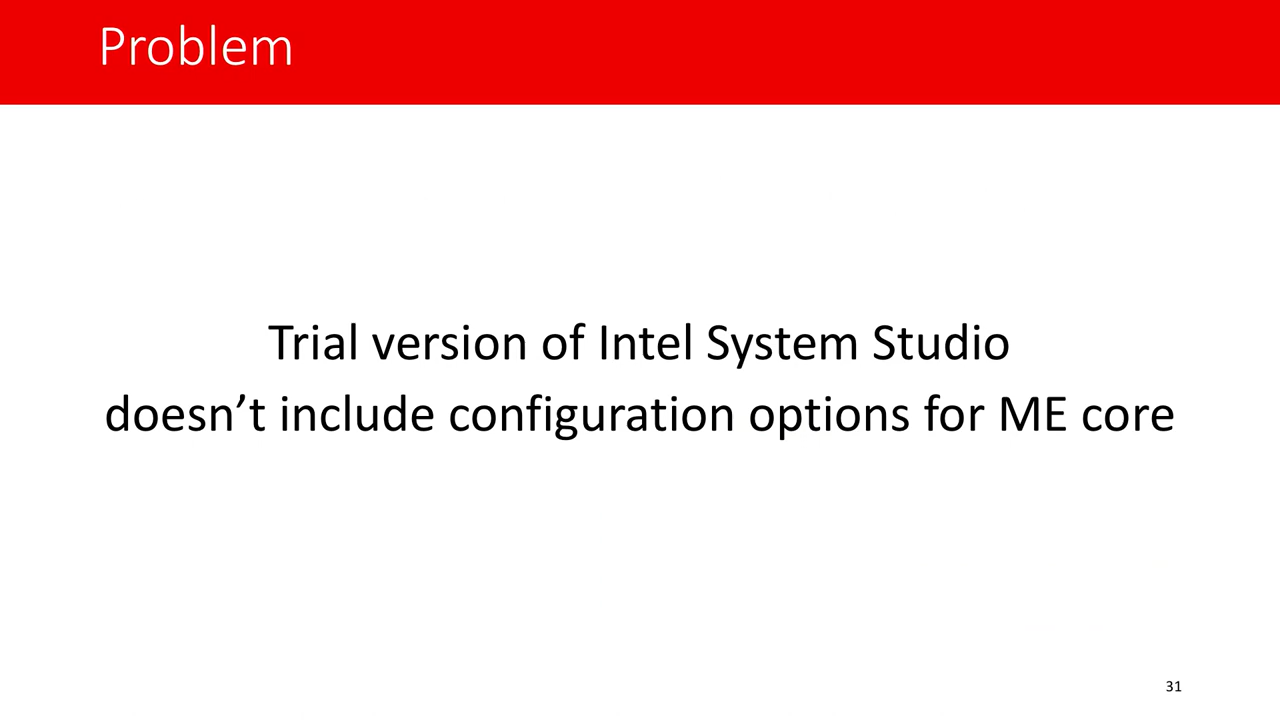 Problem
Trial version of Intel System Studio
doesn’t include configuration options for ME core
31